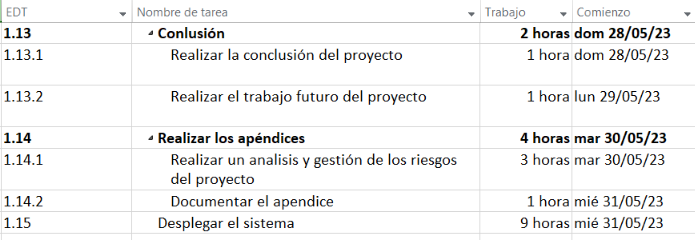 EDT Nombre de tarea Trabajo Comienzo
1.13 Conlusión 2 horas dom 28/05/23
1.13.1 Realizar la conclusión del proyecto 1 hora dom 28/05/23
1.13.2 Realizar el trabajo futuro del proyecto 1 hora lun 29/05/23
1.14 Realizar los apéndices 4 horas mar 30/05/23
1.14.1 Realizar un analisis y gestión de los riesgos 3 horas mar 30/05/23
del proyecto
1.14.2 Documentar el apendice 1 hora mié 31/05/23
1.15 Desplegar el sistema 9 horas mié 31/05/23